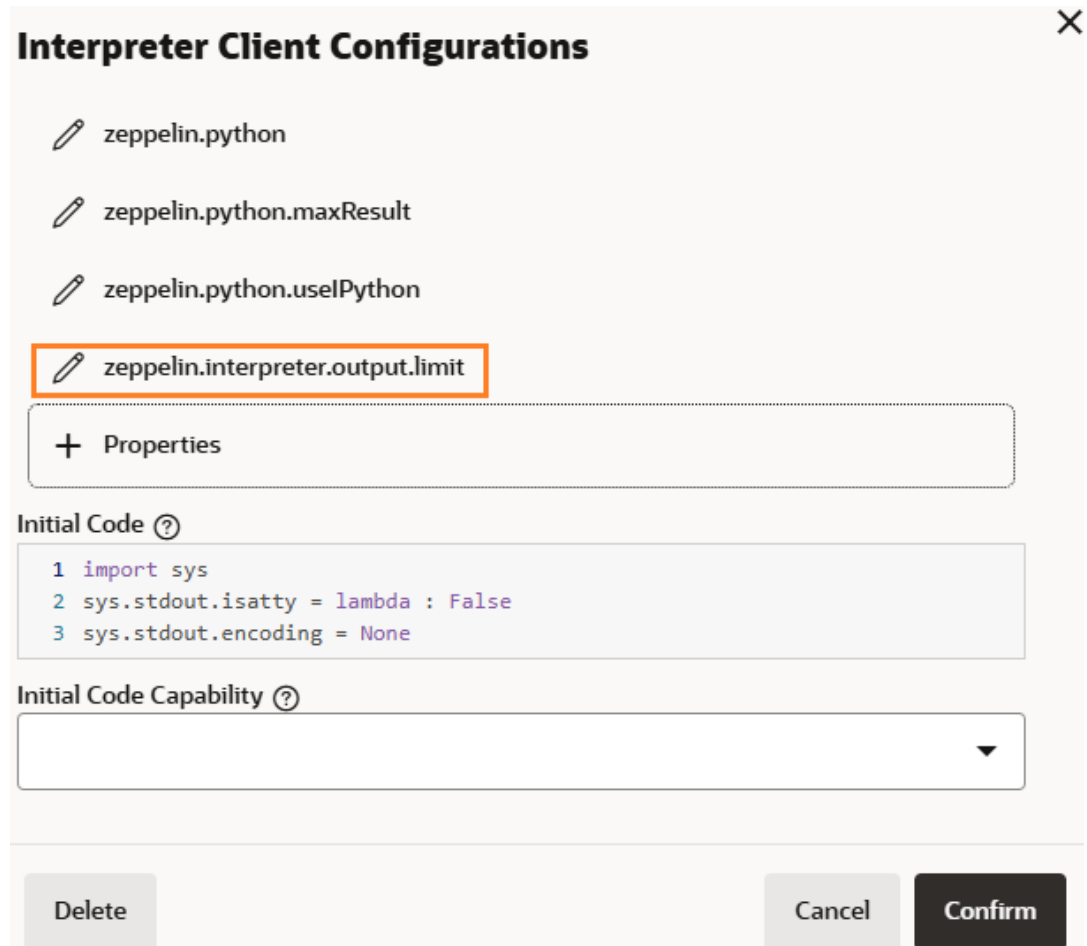 Interpreter Client Configurations
zeppelin.python
zeppelin.python.maxResult
zeppelin.python.useIPython
zeppelin.interpreter.output.limit
+ Properties
Initial Code ?
1 import sys
2 sys.stdout.isatty = lambda : False
3 sys.stdout.encoding = None
Initial Code Capability ?
Delete Cancel Confirm